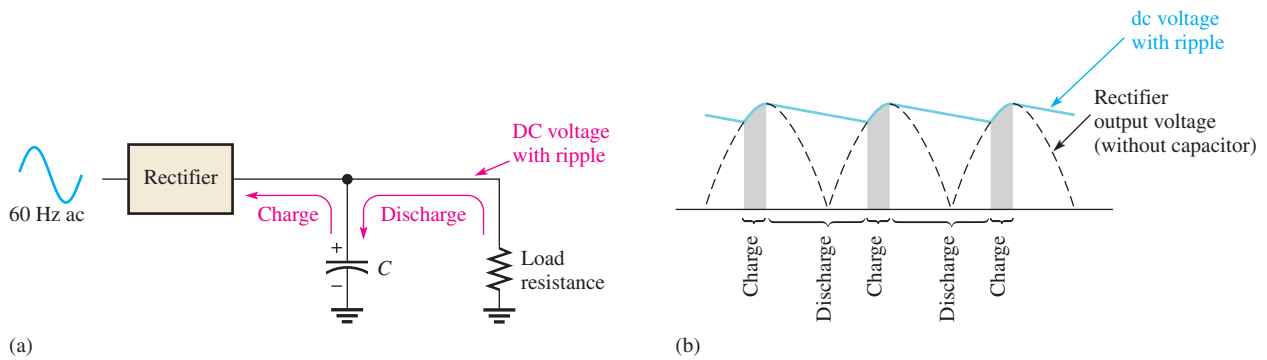 60 Hz ac
Rectifier
Charge
Discharge
DC voltage
with ripple
+
−
C
Load
resistance
(a)
dc voltage
with ripple
Rectifier
output voltage
(without capacitor)
Charge
Discharge
Charge
Discharge
Charge
(b)